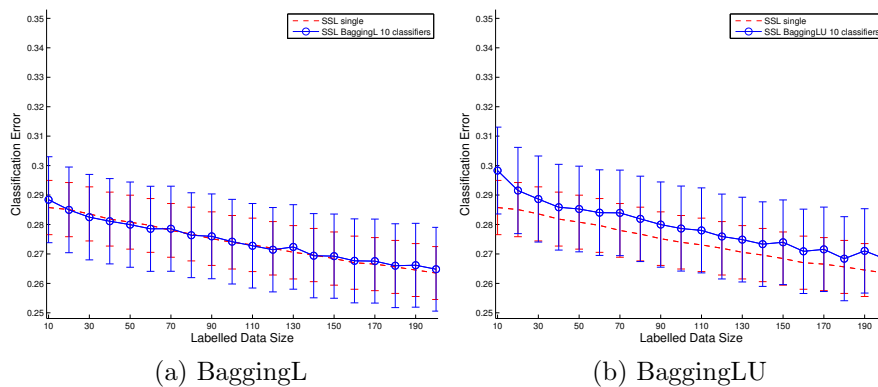 0.35
0.34
0.33
0.32
0.31
0.3
0.29
0.28
0.27
0.26
0.25
Classification Error
SSL single
SSL BaggingL 10 classifiers
10 30 50 70 90 110 130 150 170 190
Labelled Data Size
(a) BaggingL
0.35
0.34
0.33
0.32
0.31
0.3
0.29
0.28
0.27
0.26
0.25
Classification Error
SSL single
SSL BaggingLU 10 classifiers
10 30 50 70 90 110 130 150 170 190
Labelled Data Size
(b) BaggingLU